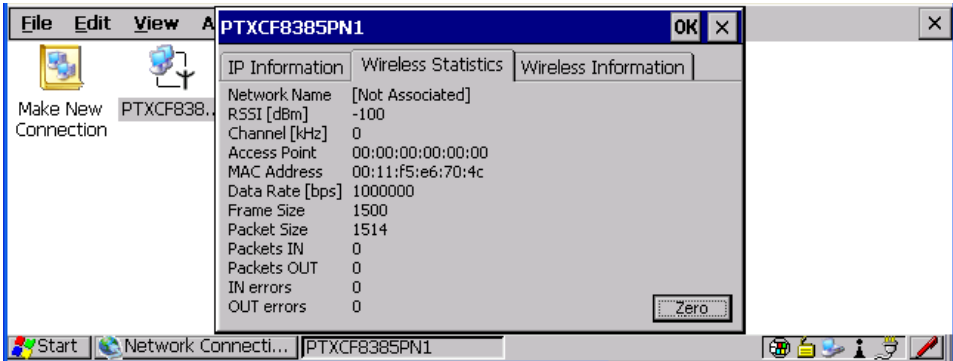 File Edit View A
PTXCF8385PN1 OK ×
IP Information Wireless Statistics Wireless Information
Make New Connection
PTXCF838..
Network Name [Not Associated]
RSSI [dBm] -100
Channel [kHz] 0
Access Point 00:00:00:00:00:00
MAC Address 00:11:f5:e6:70:4c
Data Rate [bps] 1000000
Frame Size 1500
Packet Size 1514
Packets IN 0
Packets OUT 0
IN errors 0
OUT errors 0
Zero
Start Network Connecti... PTXCF8385PN1